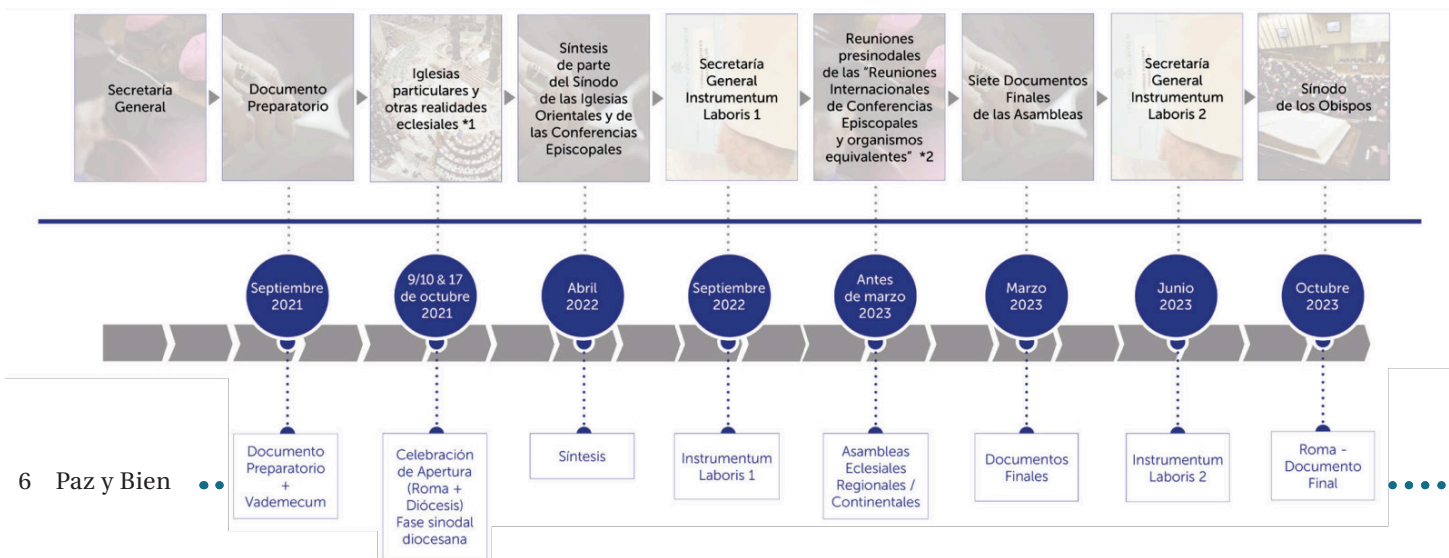 Secretaría
General
Documento
Preparatorio
Iglesias
particulares y
otras realidades
eclesiales *1
Síntesis
de parte
del Sínodo
de las Iglesias
Orientales y de
las Conferencias
Episcopales
Secretaría
General
Instrumentum
Laboris 1
Reuniones
presinodales
de las “Reuniones
Internacionales
de Conferencias
Episcopales
y organismos
equivalentes” *2
Siete Documentos
Finales
de las Asambleas
Secretaría
General
Instrumentum
Laboris 2
Sínodo
de los Obispos
Septiembre
2021
9/10 & 17
de octubre
2021
Abril
2022
Septiembre
2022
Antes
de marzo
2023
Marzo
2023
Junio
2023
Octubre
2023
Documento
Preparatorio
+
Vademecum
Celebración
de Apertura
(Roma +
Diócesis)
Fase sinodal
diocesana
Síntesis
Instrumentum
Laboris 1
Asambleas
Eclesiales
Regionales /
Continentales
Documentos
Finales
Instrumentum
Laboris 2
Roma -
Documento
Final
6 Paz y Bien